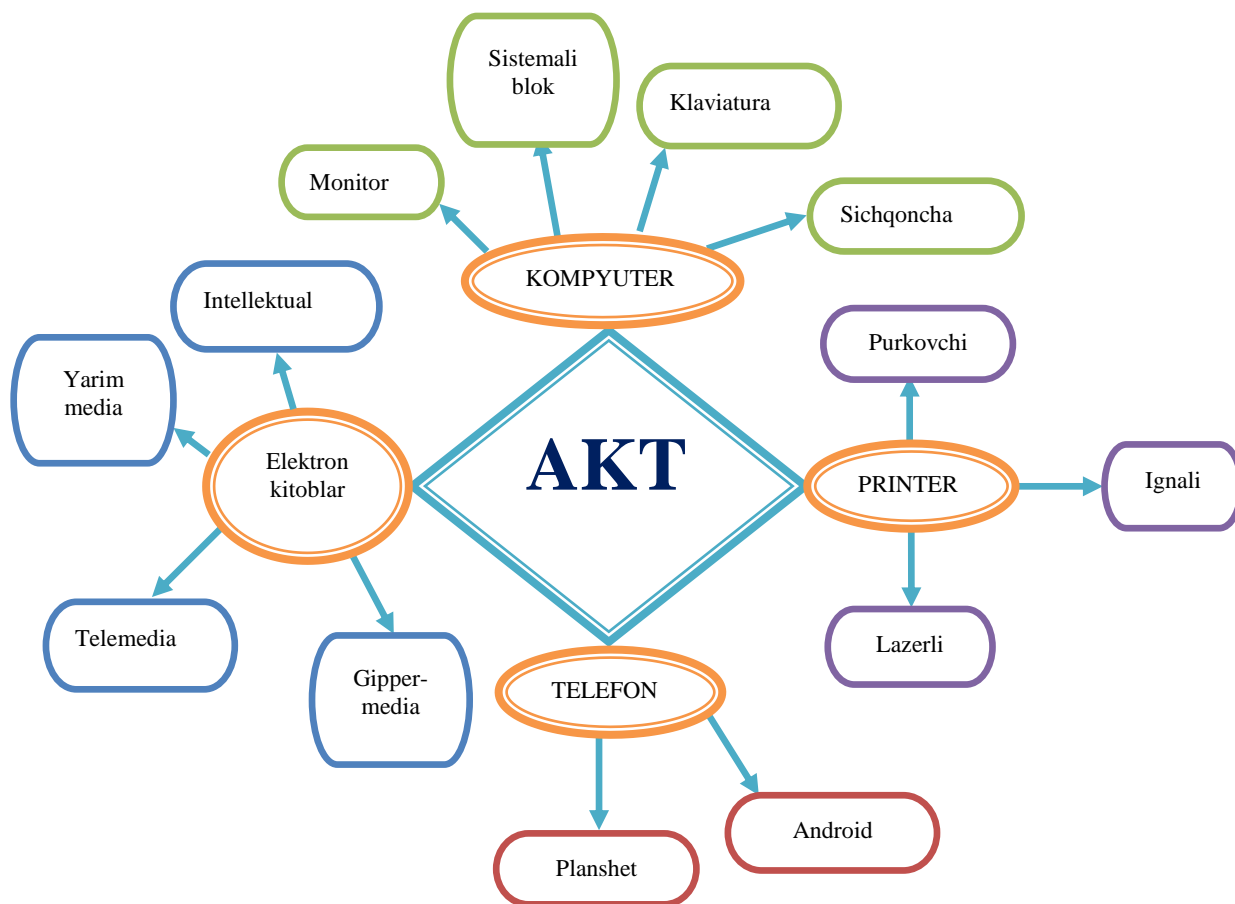 Sistemali
blok
Klaviatura
Monitor
Sichqoncha
KOMPYUTER
Intellektual
Purkovchi
Yarim
media
AKT
Elektron
kitoblar
PRINTER
Ignali
Telemedia
Lazerli
Gipper-
media
TELEFON
Android
Planshet